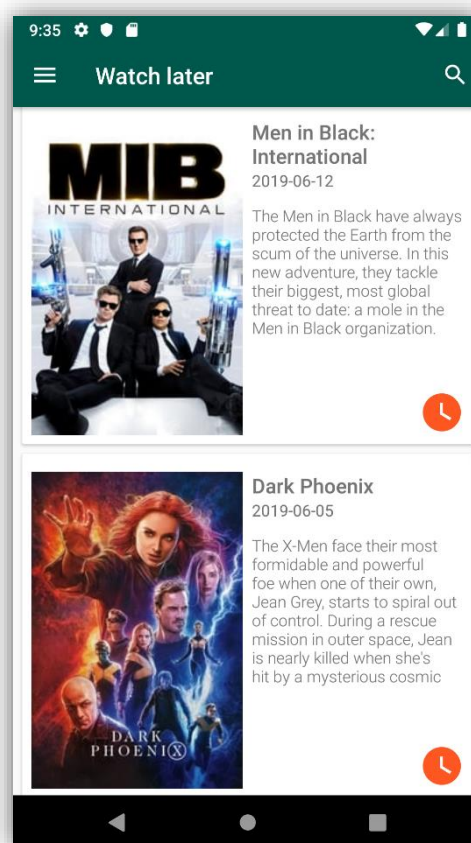 9:35
Watch later
MIB
INTERNATIONAL
Men in Black:
International
2019-06-12
The Men in Black have always
protected the Earth from the
scum of the universe. In this
new adventure, they tackle
their biggest, most global
threat to date: a mole in the
Men in Black organization.
DARK
PHOENIX
Dark Phoenix
2019-06-05
The X-Men face their most
formidable and powerful
foe when one of their own,
Jean Grey, starts to spiral out
of control. During a rescue
mission in outer space, Jean
is nearly killed when she's
hit by a mysterious cosmic